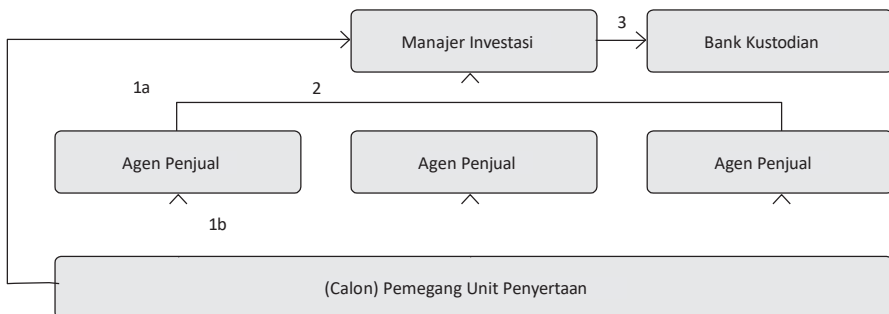 3
Manajer Investasi
Bank Kustodian
1a
2
Agen Penjual
Agen Penjual
Agen Penjual
1b
(Calon) Pemegang Unit Penyertaan